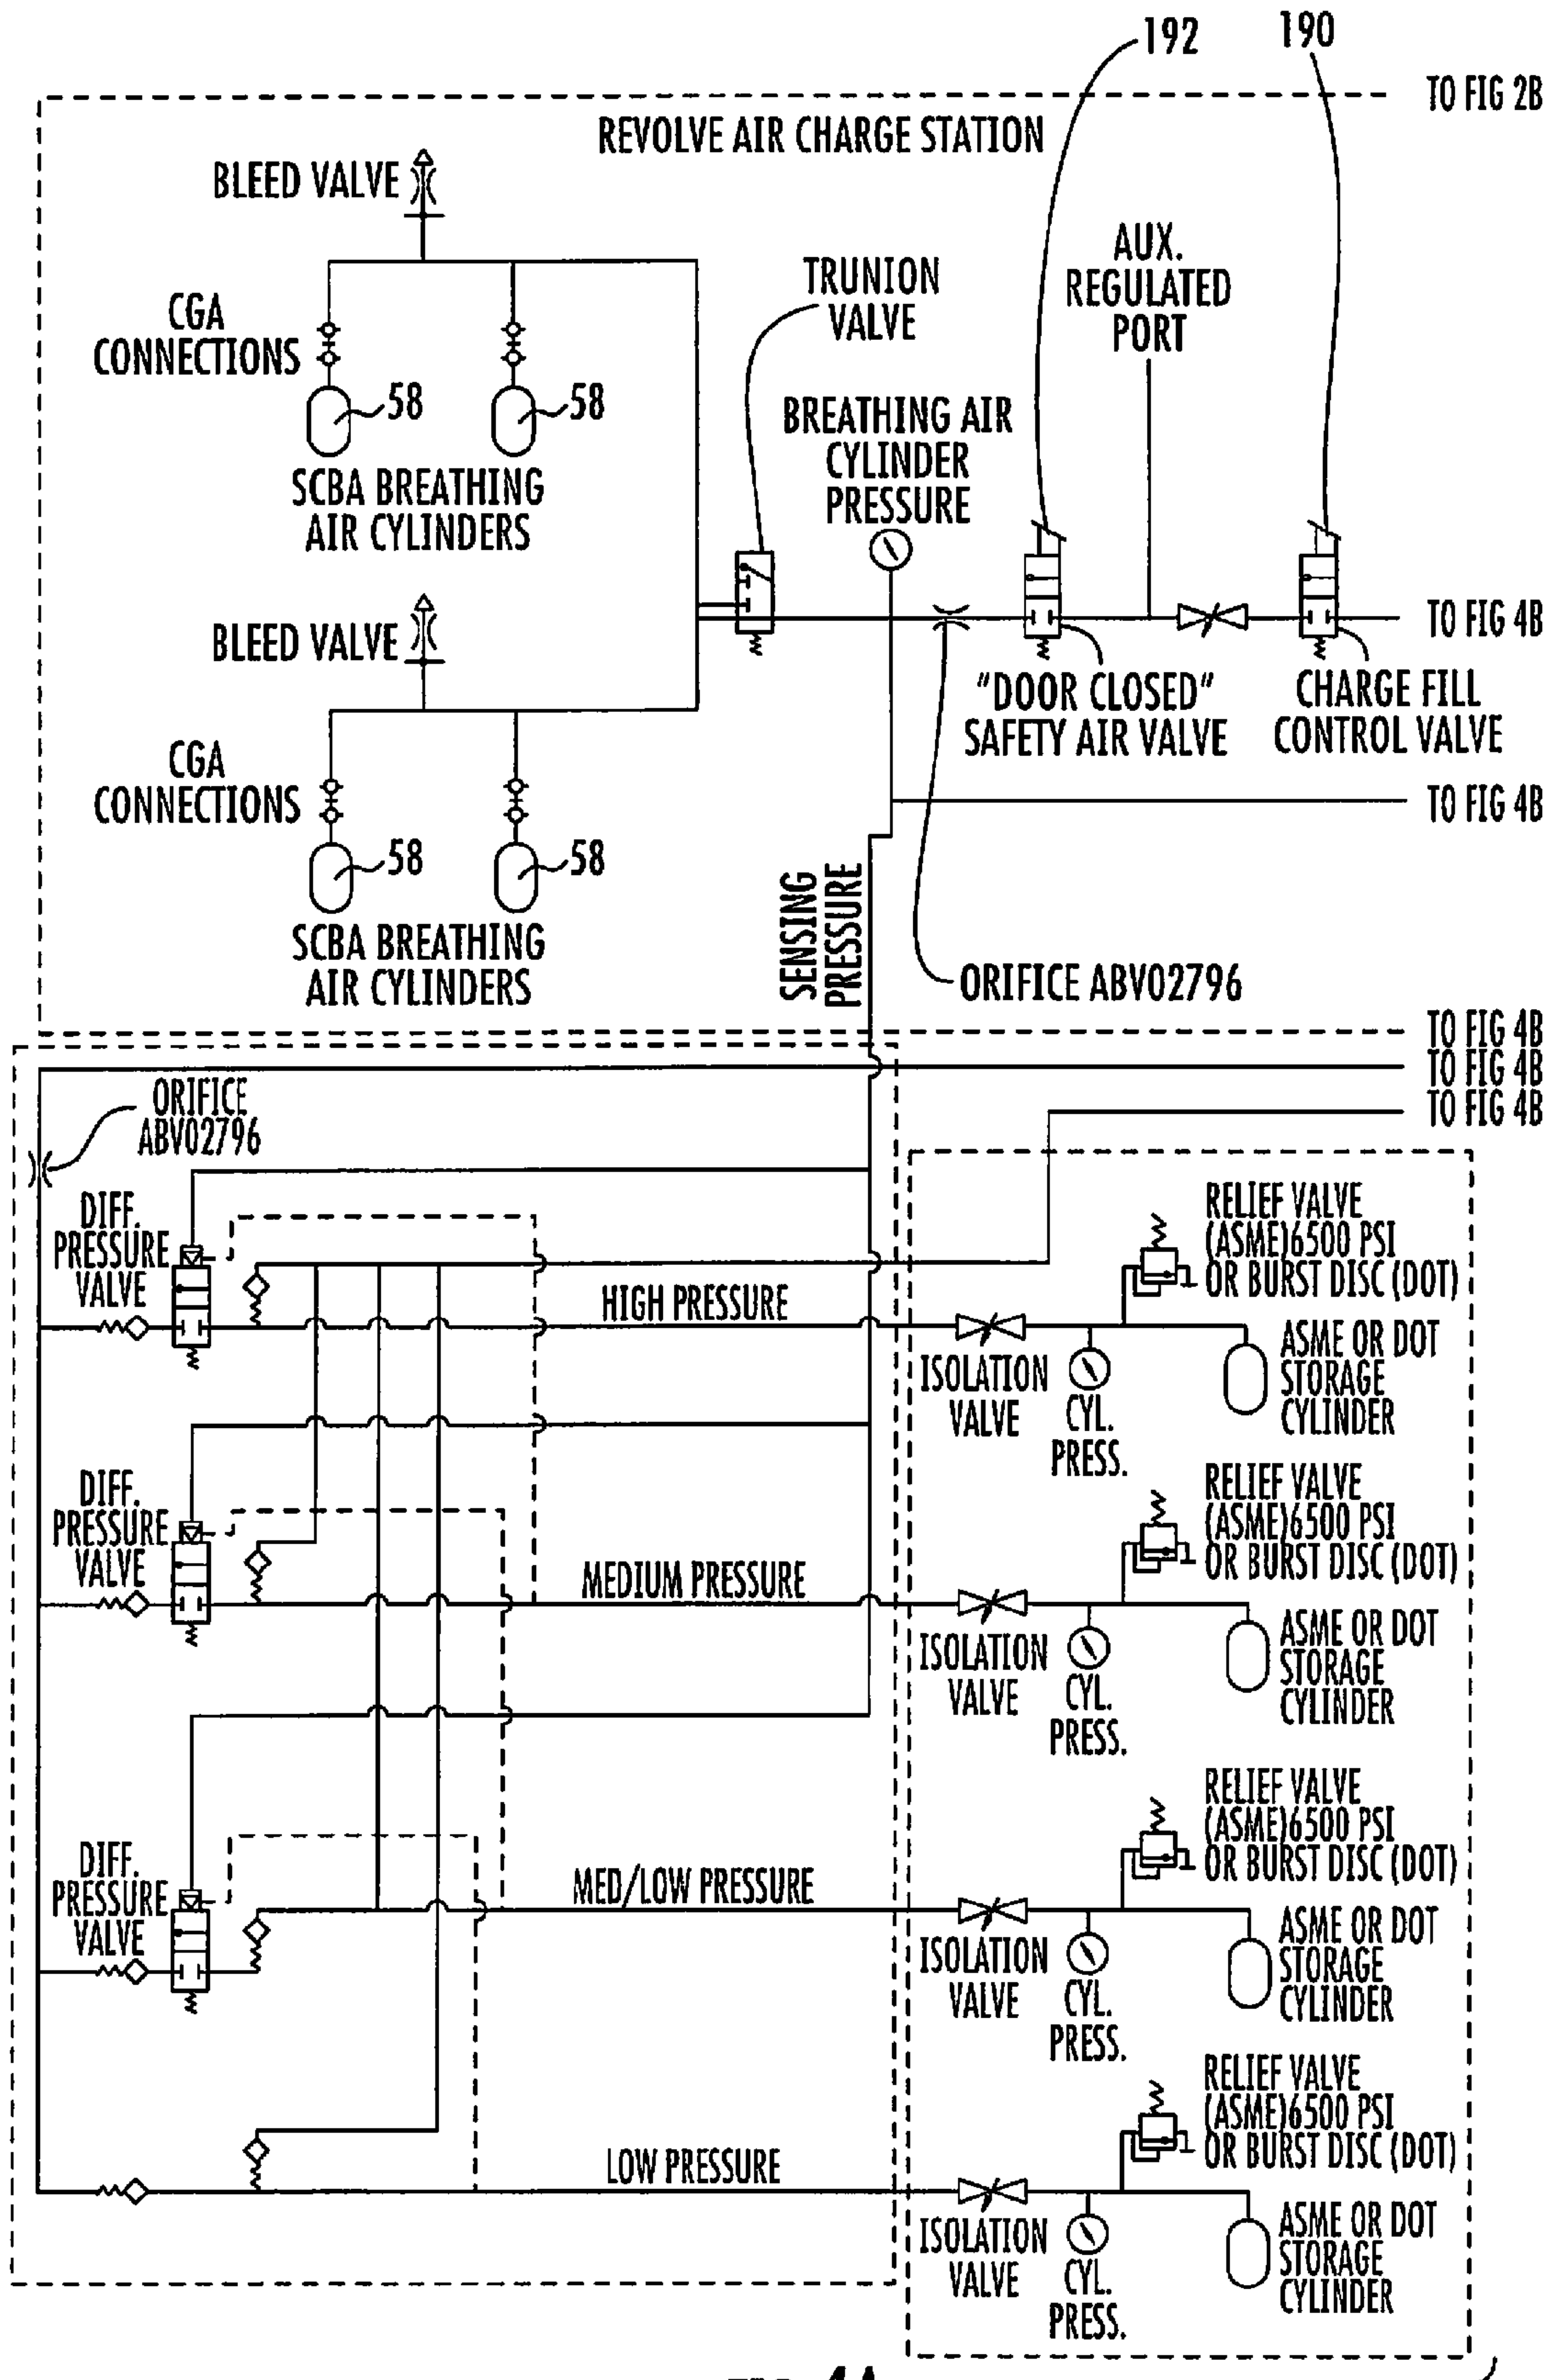 192
190
TO FIG 2B
REVOLVE AIR CHARGE STATION
BLEED VALVE
AUX.
REGULATED
PORT
TRUNION
VALVE
CGA
CONNECTIONS
58
58
BREATHING AIR
CYLINDER
PRESSURE
SCBA BREATHING
AIR CYLINDERS
BLEED VALVE
TO FIG 4B
"DOOR CLOSED"
SAFETY AIR VALVE
CHARGE FILL
CONTROL VALVE
CGA
CONNECTIONS
TO FIG 4B
58
58
SENSING
PRESSURE
SCBA BREATHING
AIR CYLINDERS
ORIFICE ABV02796
TO FIG 4B
TO FIG 4B
TO FIG 4B
ORIFICE
ABV02796
DIFF.
PRESSURE
VALVE
HIGH PRESSURE
RELIEF VALVE
(ASME)6500 PSI
OR BURST DISC (DOT)
ISOLATION
VALVE
CYL.
PRESS.
ASME OR DOT
STORAGE
CYLINDER
DIFF.
PRESSURE
VALVE
MEDIUM PRESSURE
RELIEF VALVE
(ASME)6500 PSI
OR BURST DISC (DOT)
ISOLATION
VALVE
CYL.
PRESS.
ASME OR DOT
STORAGE
CYLINDER
DIFF.
PRESSURE
VALVE
MED/LOW PRESSURE
RELIEF VALVE
(ASME)6500 PSI
OR BURST DISC (DOT)
ISOLATION
VALVE
CYL.
PRESS.
ASME OR DOT
STORAGE
CYLINDER
LOW PRESSURE
RELIEF VALVE
(ASME)6500 PSI
OR BURST DISC (DOT)
ISOLATION
VALVE
CYL.
PRESS.
ASME OR DOT
STORAGE
CYLINDER